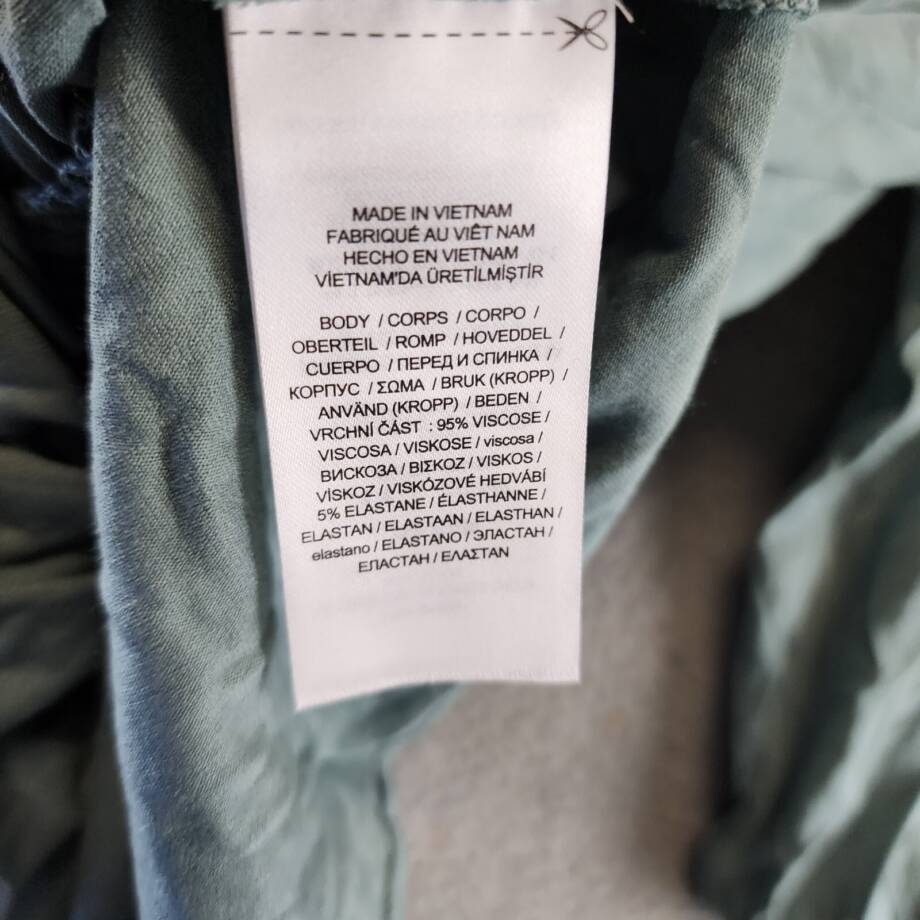 MADE IN VIETNAM
FABRIQUÉ AU VIÊT NAM
HECHO EN VIETNAM
VİETNAM'DA ÜRETİLMİŞTİR
BODY / CORPS / CORPO /
OBERTEIL / ROMP / HOVEDDEL /
CUERPO / ПЕРЕД И СПИНКА /
КОРПУС / ΣΩΜΑ / BRUK (KROPP) /
ANVÄND (KROPP) / BEDEN /
VRCHNÍ ČÁST : 95% VISCOSE /
VISCOSA / VISKOSE / viscosa /
ВИСКОЗА / ΒΙΣΚΟΖ / VISKOS /
VİSKOZ / VISKÓZOVÉ HEDVÁBÍ
5% ELASTANE / ÉLASTHANNE /
ELASTAN / ELASTAAN / ELASTHAN /
elastano / ELASTANO / ЭЛАСТАН /
ЕЛАСТАН / ΕΛΑΣΤΑΝ